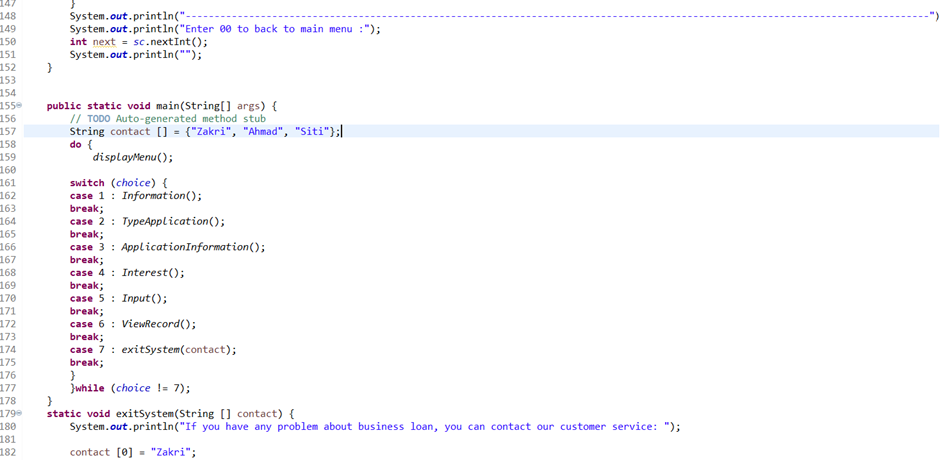 147 }
148 System.out.println("--------------------------------------------------------------------------------------------------------------------------------");
149 System.out.println("Enter 00 to back to main menu :");
150 int next = sc.nextInt();
151 System.out.println("");
152 }
153
154
155 public static void main(String[] args) {
156 // TODO Auto-generated method stub
157 String contact [] = {"Zakri", "Ahmad", "Siti"};
158 do {
159 displayMenu();
160
161 switch (choice) {
162 case 1 : Information();
163 break;
164 case 2 : TypeApplication();
165 break;
166 case 3 : ApplicationInformation();
167 break;
168 case 4 : Interest();
169 break;
170 case 5 : Input();
171 break;
172 case 6 : ViewRecord();
173 break;
174 case 7 : exitSystem(contact);
175 break;
176 }
177 }while (choice != 7);
178 }
179 static void exitSystem(String [] contact) {
180 System.out.println("If you have any problem about business loan, you can contact our customer service: ");
181
182 contact [0] = "Zakri";